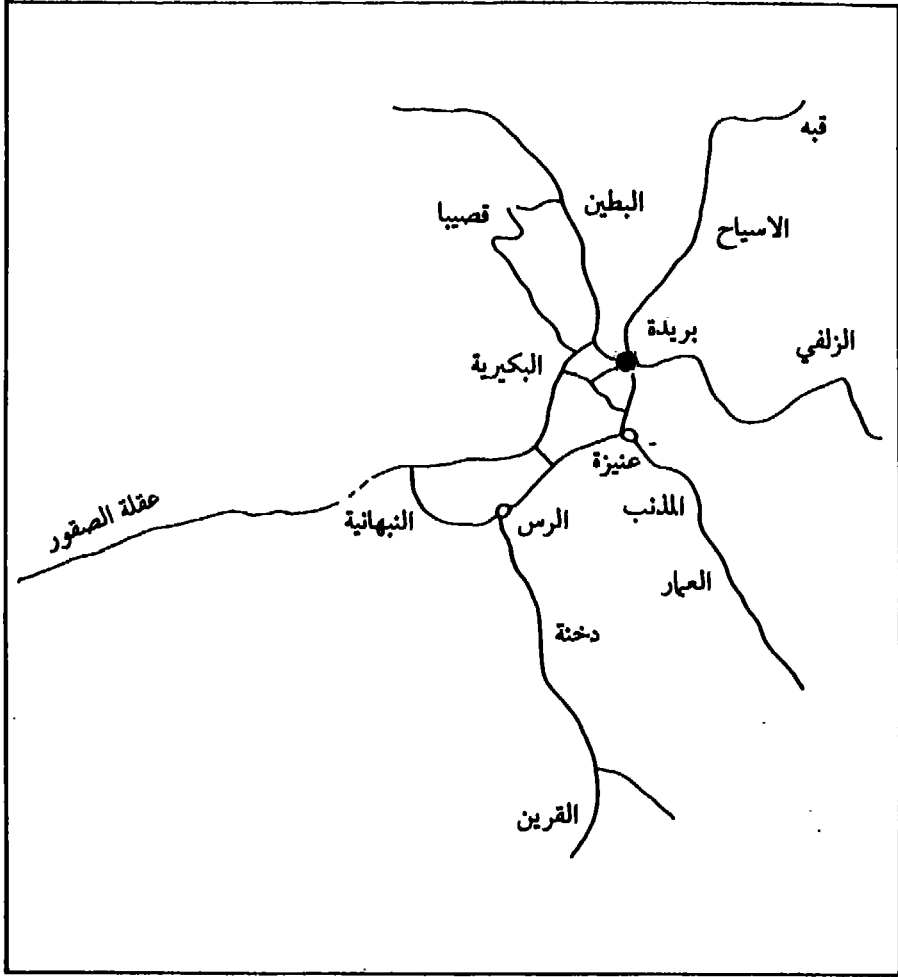 قبه
البطين
قصيبا
الاسياح
بريدة
الزلفي
البكيرية
عنيزة
المذنب
عقلة الصقور
النبهانية
الرس
العمار
دخنة
القرين